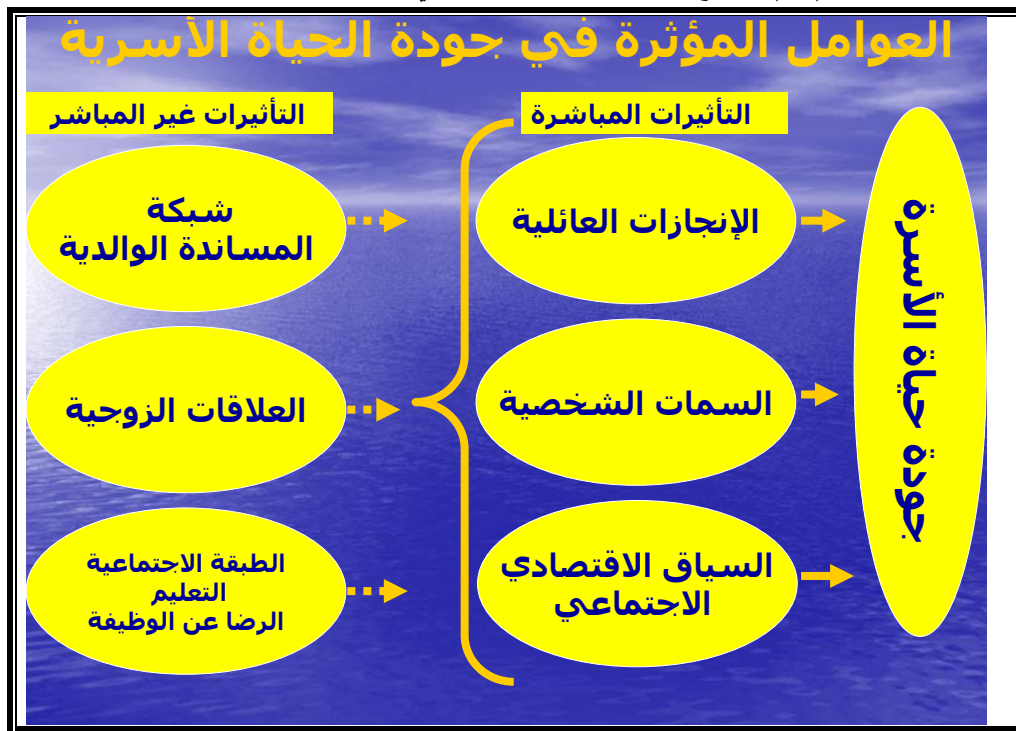 العوامل المؤثرة في جودة الحياة الأسرية
التأثيرات المباشرة
التأثيرات غير المباشر
جودة حياة الأسرة
الإنجازات العائلية
شبكة
المساندة الوالدية
السمات الشخصية
العلاقات الزوجية
السياق الاقتصادي
الاجتماعي
الطبقة الاجتماعية
التعليم
الرضا عن الوظيفة